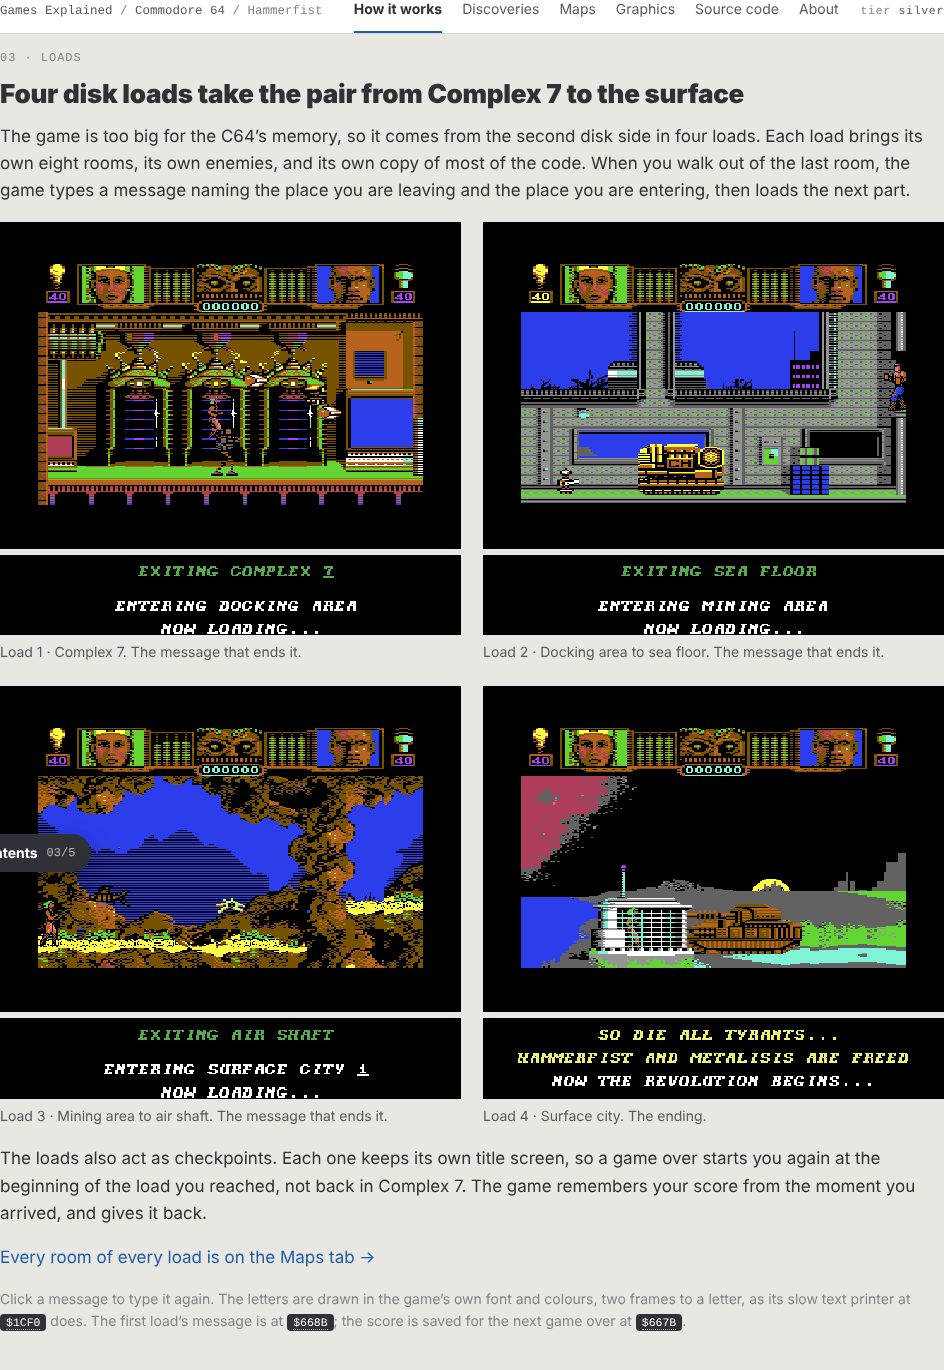 Games Explained / Commodore 64 / Hammerfist
How it works Discoveries Maps Graphics Source code About tier silver
03 · LOADS
Four disk loads take the pair from Complex 7 to the surface
The game is too big for the C64’s memory, so it comes from the second disk side in four loads. Each load brings its
own eight rooms, its own enemies, and its own copy of most of the code. When you walk out of the last room, the
game types a message naming the place you are leaving and the place you are entering, then loads the next part.
40 000000 40
40 000000 40
EXITING COMPLEX 7
ENTERING DOCKING AREA
NOW LOADING...
EXITING SEA FLOOR
ENTERING MINING AREA
NOW LOADING...
Load 1 · Complex 7. The message that ends it.
Load 2 · Docking area to sea floor. The message that ends it.
40 000000 40
40 000000 40
ntents 03/5
EXITING AIR SHAFT
ENTERING SURFACE CITY 1
NOW LOADING...
SO DIE ALL TYRANTS...
HAMMERFIST AND METALISIS ARE FREED
NOW THE REVOLUTION BEGINS...
Load 3 · Mining area to air shaft. The message that ends it.
Load 4 · Surface city. The ending.
The loads also act as checkpoints. Each one keeps its own title screen, so a game over starts you again at the
beginning of the load you reached, not back in Complex 7. The game remembers your score from the moment you
arrived, and gives it back.
Every room of every load is on the Maps tab →
Click a message to type it again. The letters are drawn in the game’s own font and colours, two frames to a letter, as its slow text printer at
$1CF0 does. The first load’s message is at $668B; the score is saved for the next game over at $667B.